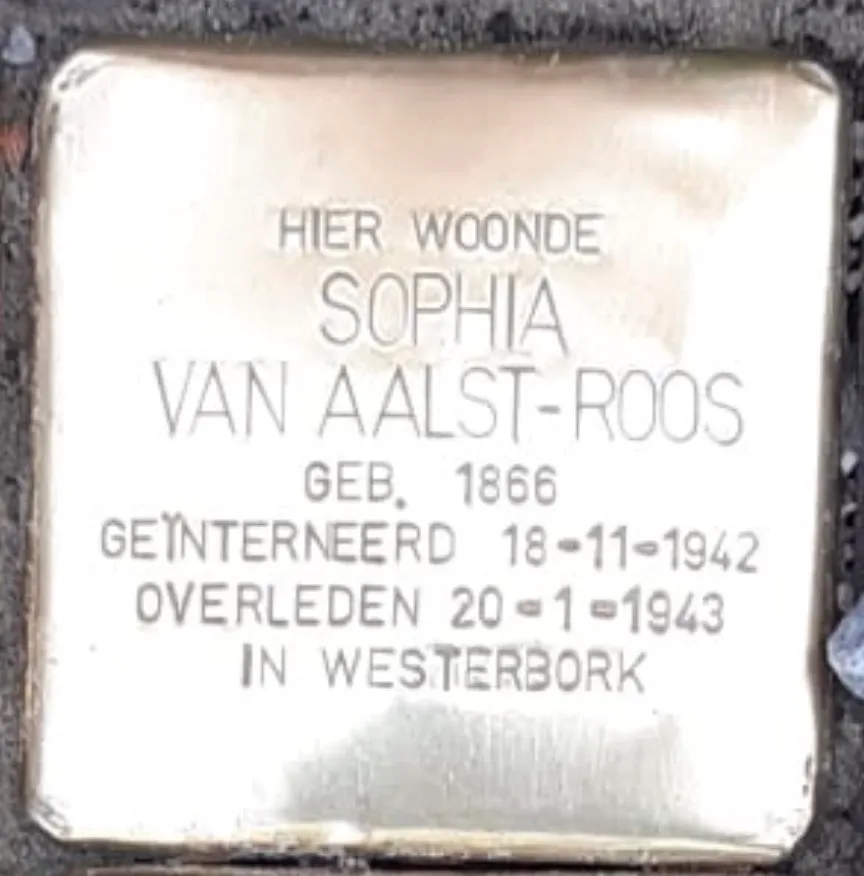 HIER WOONDE
SOPHIA
VAN AALST-ROOS
GEB. 1866
GEÏNTERNEERD 18-11-1942
OVERLEDEN 20-1-1943
IN WESTERBORK